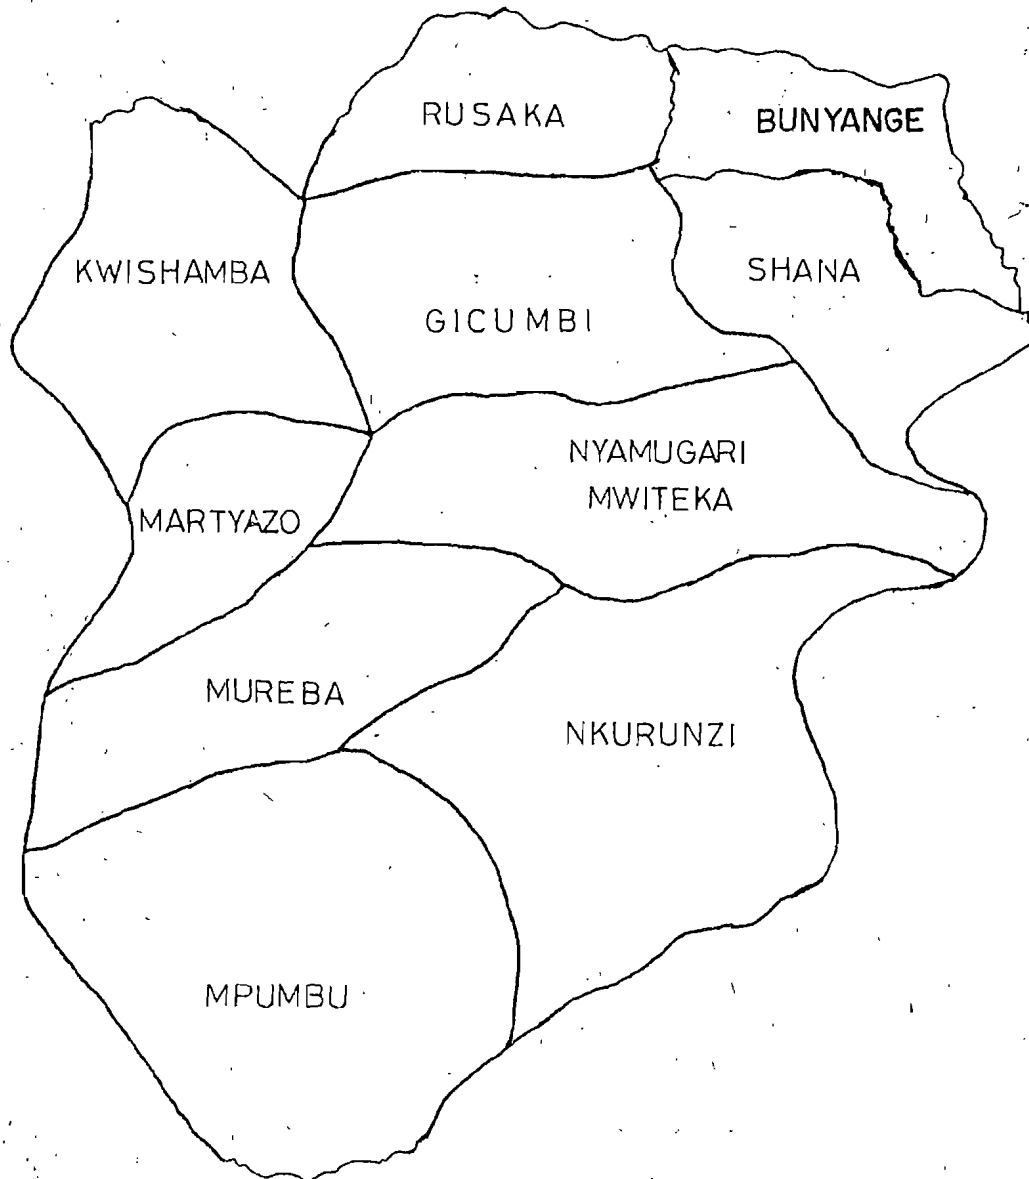 RUSAKA
BUNYANGE
KWISHAMBA
SHANA
GICUMBI
NYAMUGARI
MWITEKA
MARTYAZO
MUREBA
NKURUNZI
MPUMBU